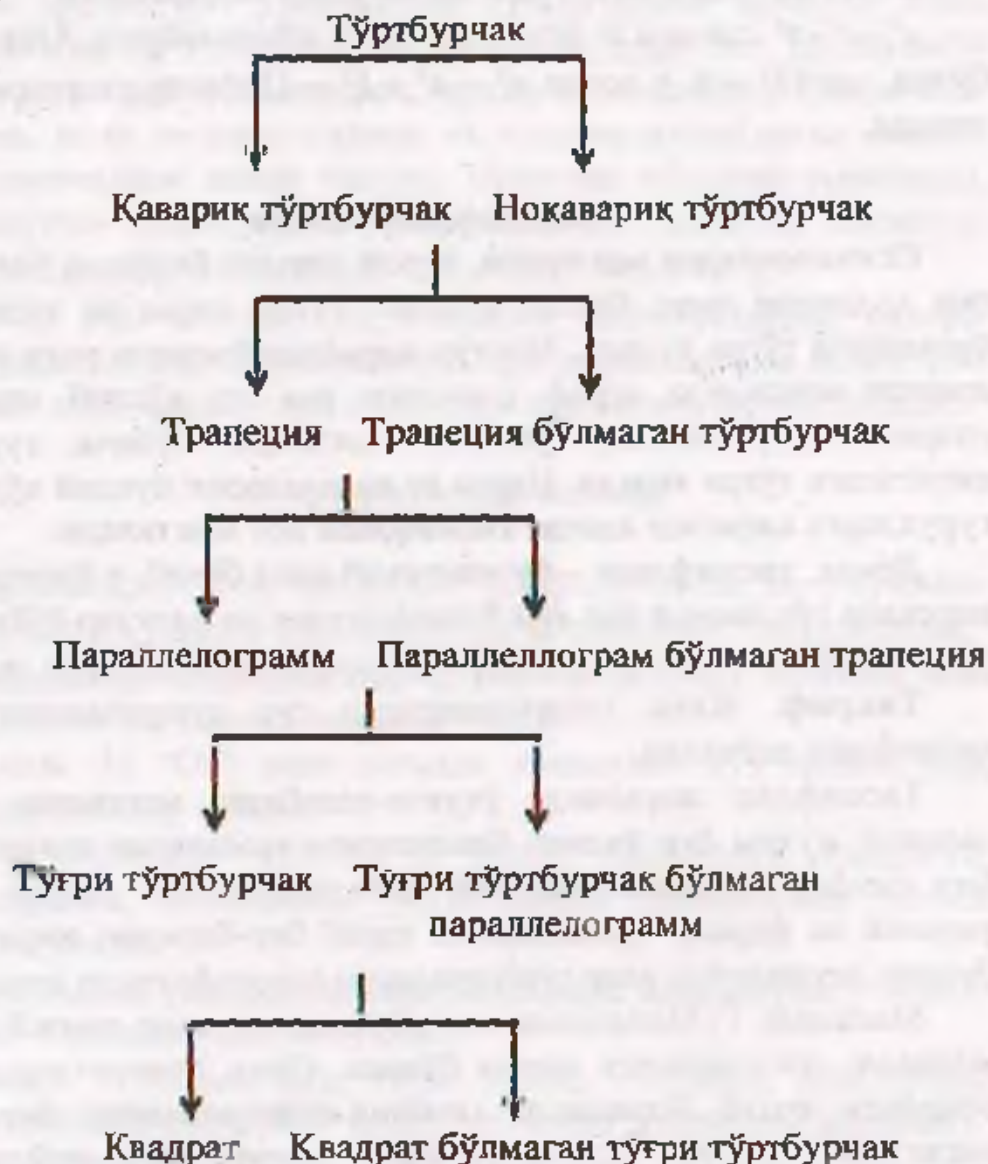 Тўртбурчак
Қавариқ тўртбурчак Ноқавариқ тўртбурчак
Трапеция Трапеция бўлмаган тўртбурчак
Параллелограмм Параллеллограм бўлмаган трапеция
Тўғри тўртбурчак Тўғри тўртбурчак бўлмаган
параллелограмм
Квадрат Квадрат бўлмаган тўғри тўртбурчак